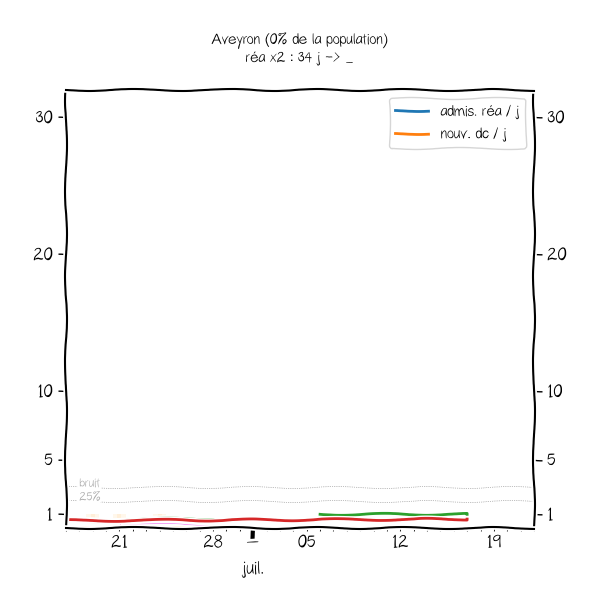 Aveyron (0% de la population)
réa x2 : 34 j -> _
admis. réa / j
nouv. dc / j
30
30
20
20
10
10
5
5
bruit
25%
1
1
21
28
05
12
19
juil.